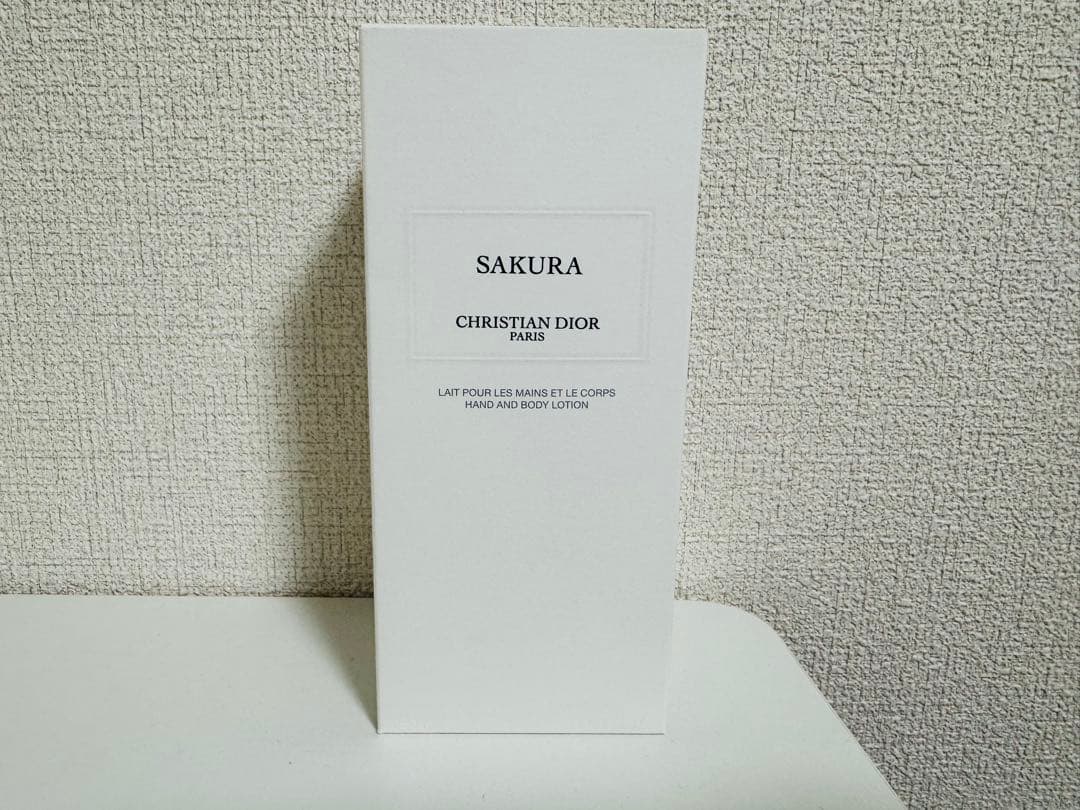 SAKURA
CHRISTIAN DIOR
PARIS
LAIT POUR LES MAINS ET LE CORPS
HAND AND BODY LOTION